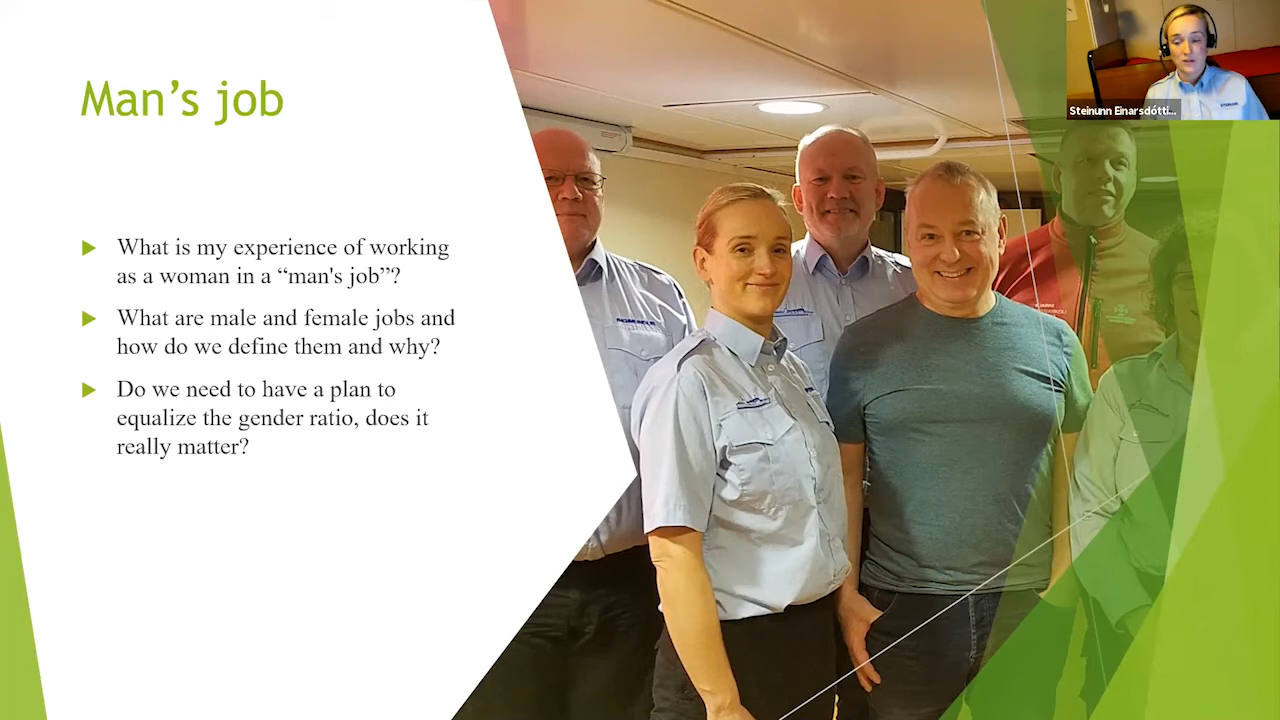 Man’s job
What is my experience of working
as a woman in a “man's job”?
What are male and female jobs and
how do we define them and why?
Do we need to have a plan to
equalize the gender ratio, does it
really matter?
Steinunn Einarsdótti...